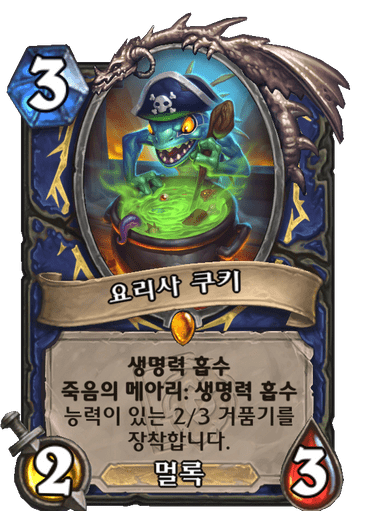 3
요리사 쿠키
생명력 흡수
죽음의 메아리: 생명력 흡수
능력이 있는 2/3 거품기를
장착합니다.
2
멀록
3